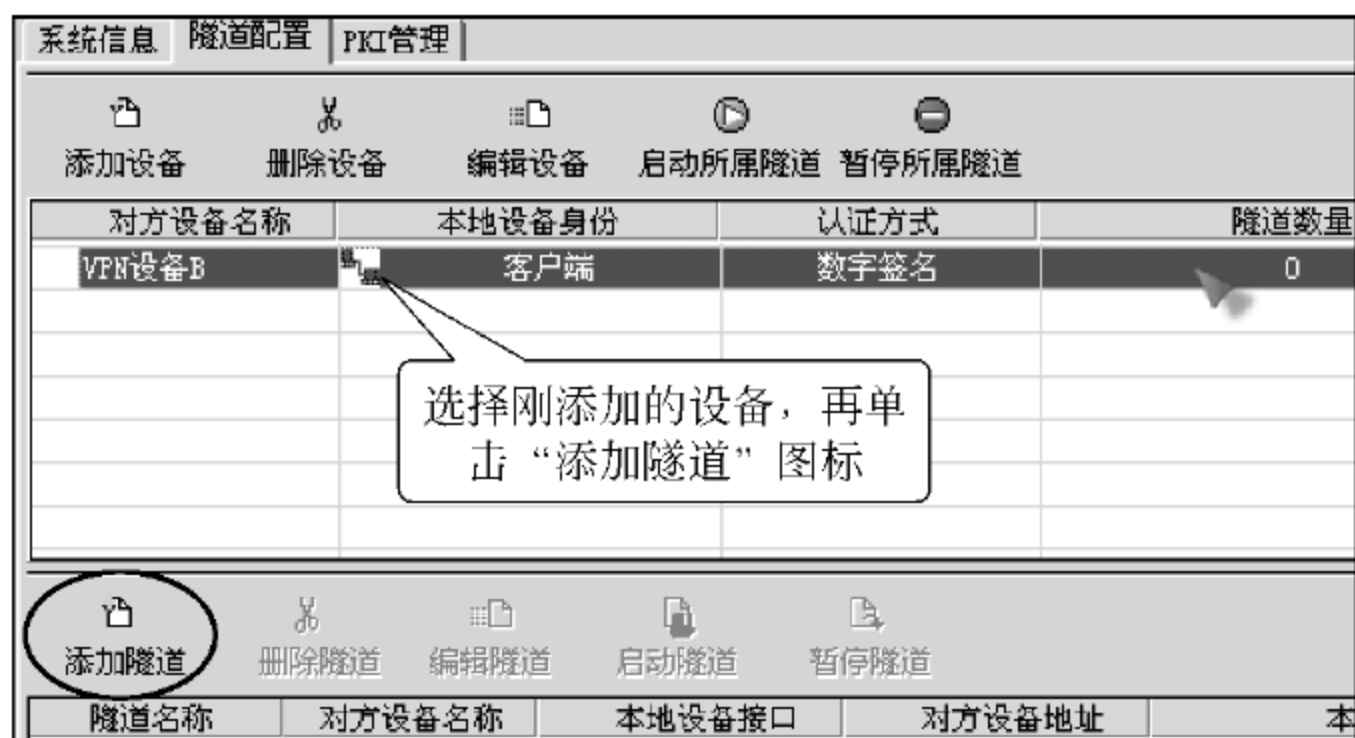 系统信息 隧道配置 PKI管理
添加设备 删除设备 编辑设备 启动所属隧道 暂停所属隧道
对方设备名称 本地设备身份 认证方式 隧道数量
VPN设备B 客户端 数字签名 0
选择刚添加的设备，再单
击“添加隧道”图标
添加隧道 删除隧道 编辑隧道 启动隧道 暂停隧道
隧道名称 对方设备名称 本地设备接口 对方设备地址 本